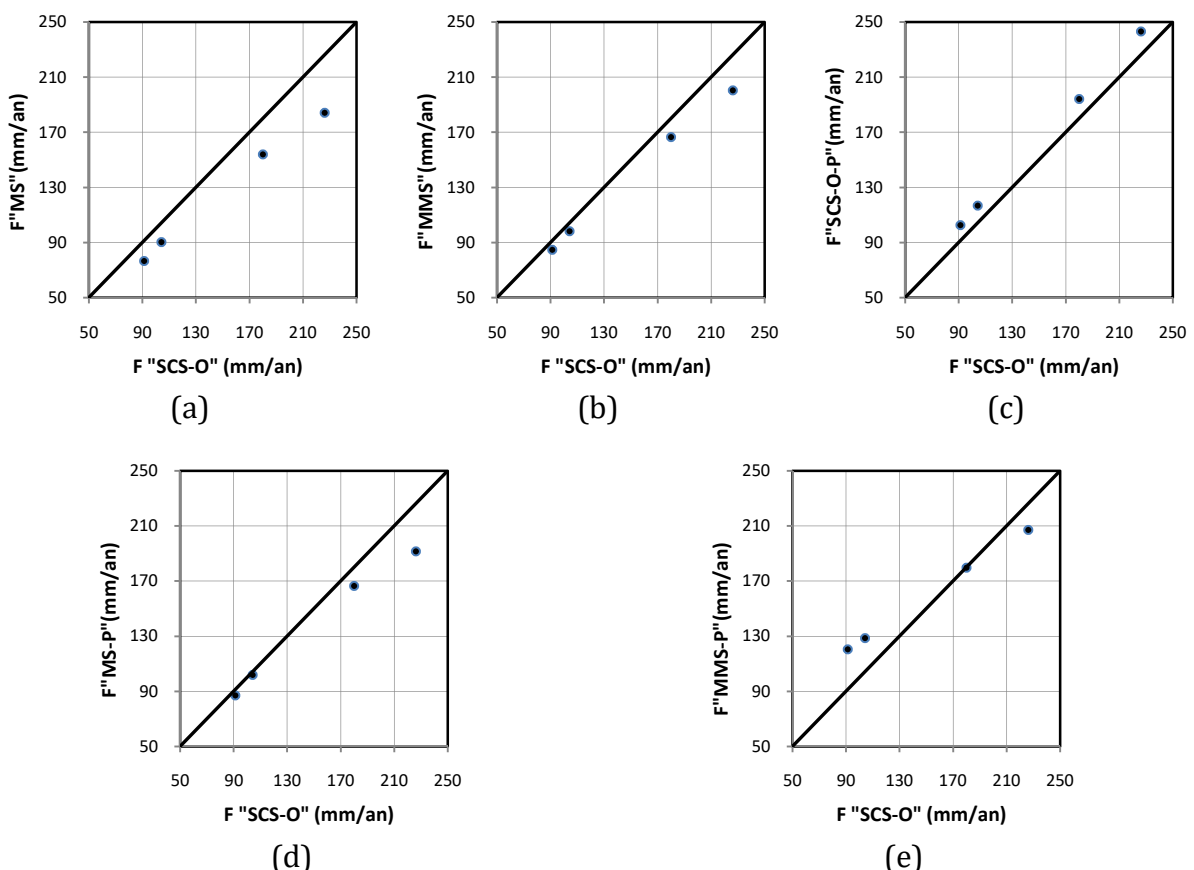 250
210
170
130
90
50
F"MS"(mm/an)
50 90 130 170 210 250
F "SCS-O" (mm/an)
(a)
250
210
170
130
90
50
F"MMS"(mm/an)
50 90 130 170 210 250
F "SCS-O" (mm/an)
(b)
250
210
170
130
90
50
F"SCS-O-P"(mm/an)
50 90 130 170 210 250
F "SCS-O" (mm/an)
(c)
250
210
170
130
90
50
F"MS-P"(mm/an)
50 90 130 170 210 250
F "SCS-O" (mm/an)
(d)
250
210
170
130
90
50
F"MMS-P"(mm/an)
50 90 130 170 210 250
F "SCS-O" (mm/an)
(e)